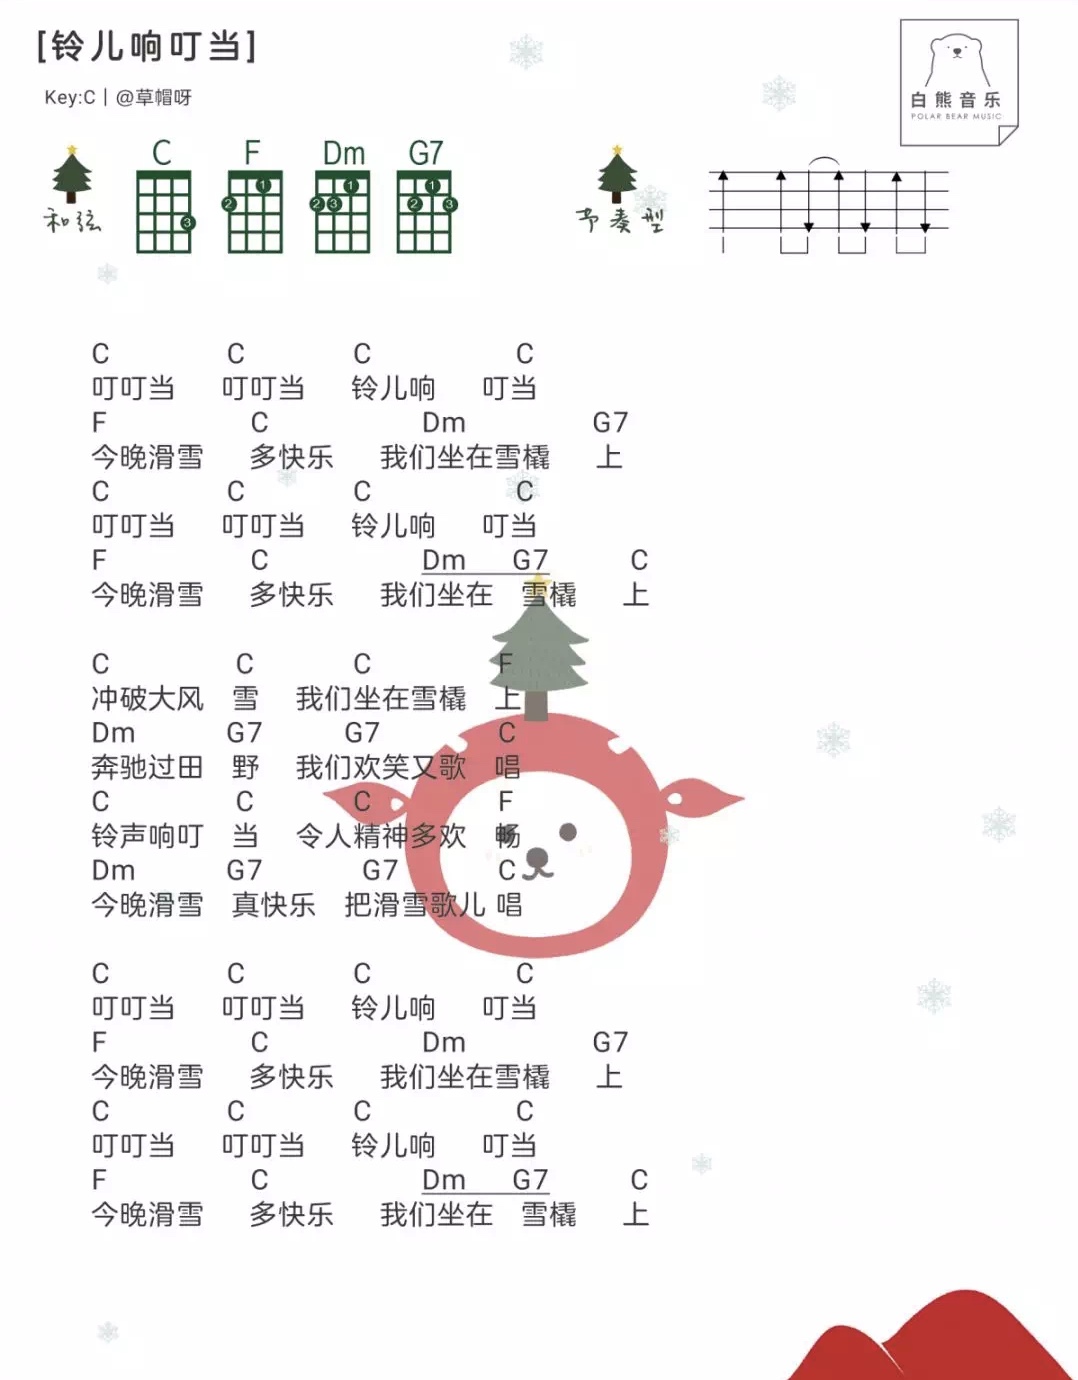 [铃儿响叮当]
Key:C | @草帽呀
白熊音乐
POLAR BEAR MUSIC
和弦
C F Dm G7
1 1 1
2 2 3 2 3
3
节奏型
C C C C
叮叮当 叮叮当 铃儿响 叮当
F C Dm G7
今晚滑雪 多快乐 我们坐在雪橇 上
C C C C
叮叮当 叮叮当 铃儿响 叮当
F C Dm G7 C
今晚滑雪 多快乐 我们坐在 雪橇 上
C C C F
冲破大风 雪 我们坐在雪橇 上
Dm G7 G7 C
奔驰过田 野 我们欢笑又歌 唱
C C C F
铃声响叮 当 令人精神多欢 畅
Dm G7 G7 C
今晚滑雪 真快乐 把滑雪歌儿 唱
C C C C
叮叮当 叮叮当 铃儿响 叮当
F C Dm G7
今晚滑雪 多快乐 我们坐在雪橇 上
C C C C
叮叮当 叮叮当 铃儿响 叮当
F C Dm G7 C
今晚滑雪 多快乐 我们坐在 雪橇 上